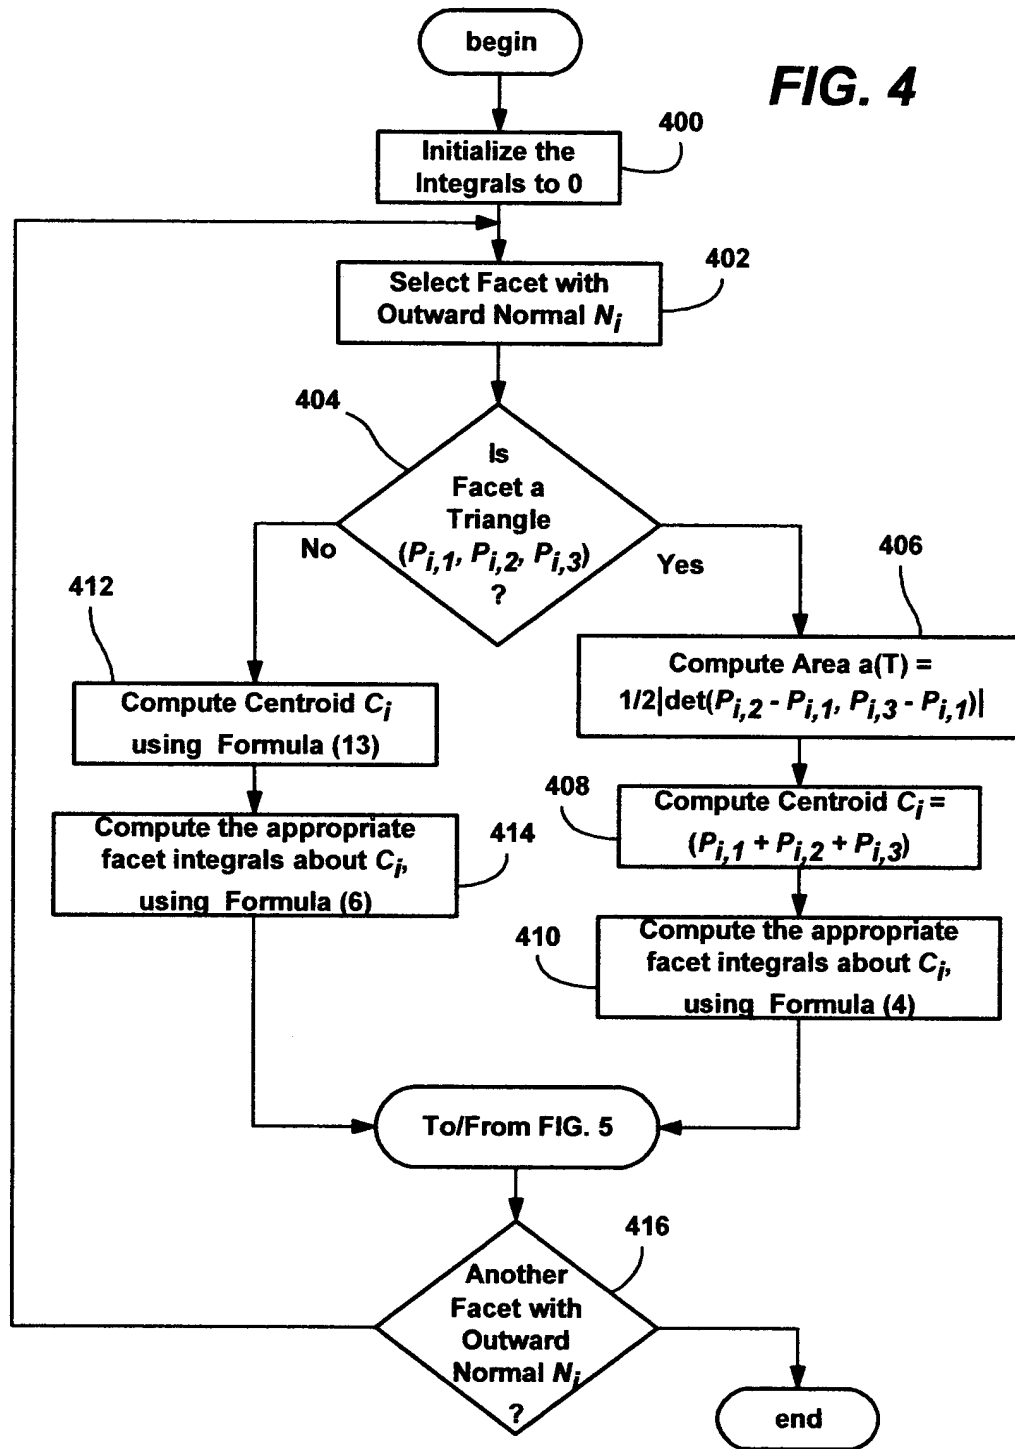 begin
FIG. 4
400
Initialize the
Integrals to 0
402
Select Facet with
Outward Normal N_i
404
Is
Facet a
Triangle
(P_i,1, P_i,2, P_i,3)
?
No
Yes
406
Compute Area a(T) =
1/2|det(P_i,2 - P_i,1, P_i,3 - P_i,1)|
412
Compute Centroid C_i
using Formula (13)
408
Compute Centroid C_i =
(P_i,1 + P_i,2 + P_i,3)
Compute the appropriate
facet integrals about C_i,
using Formula (6)
414
410
Compute the appropriate
facet integrals about C_i,
using Formula (4)
To/From FIG. 5
416
Another
Facet with
Outward
Normal N_i
?
end